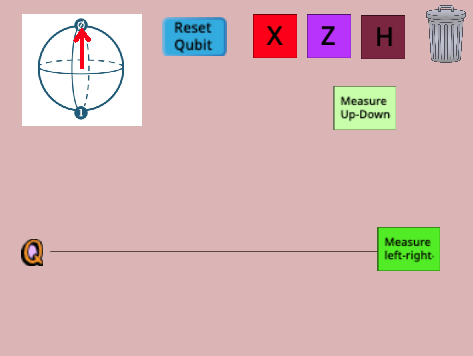 0
Reset
Qubit
X
Z
H
1
Measure
Up-Down
Q
Measure
left-right-